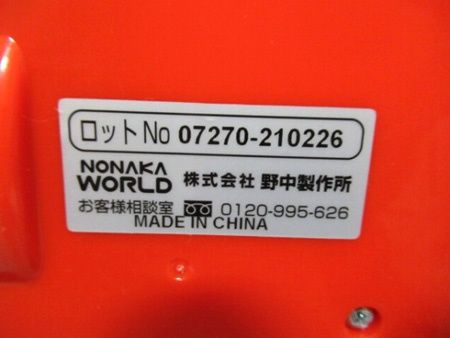 ロットNo 07270-210226
NONAKA WORLD 株式会社 野中製作所
お客様相談室 0120-995-626
MADE IN CHINA